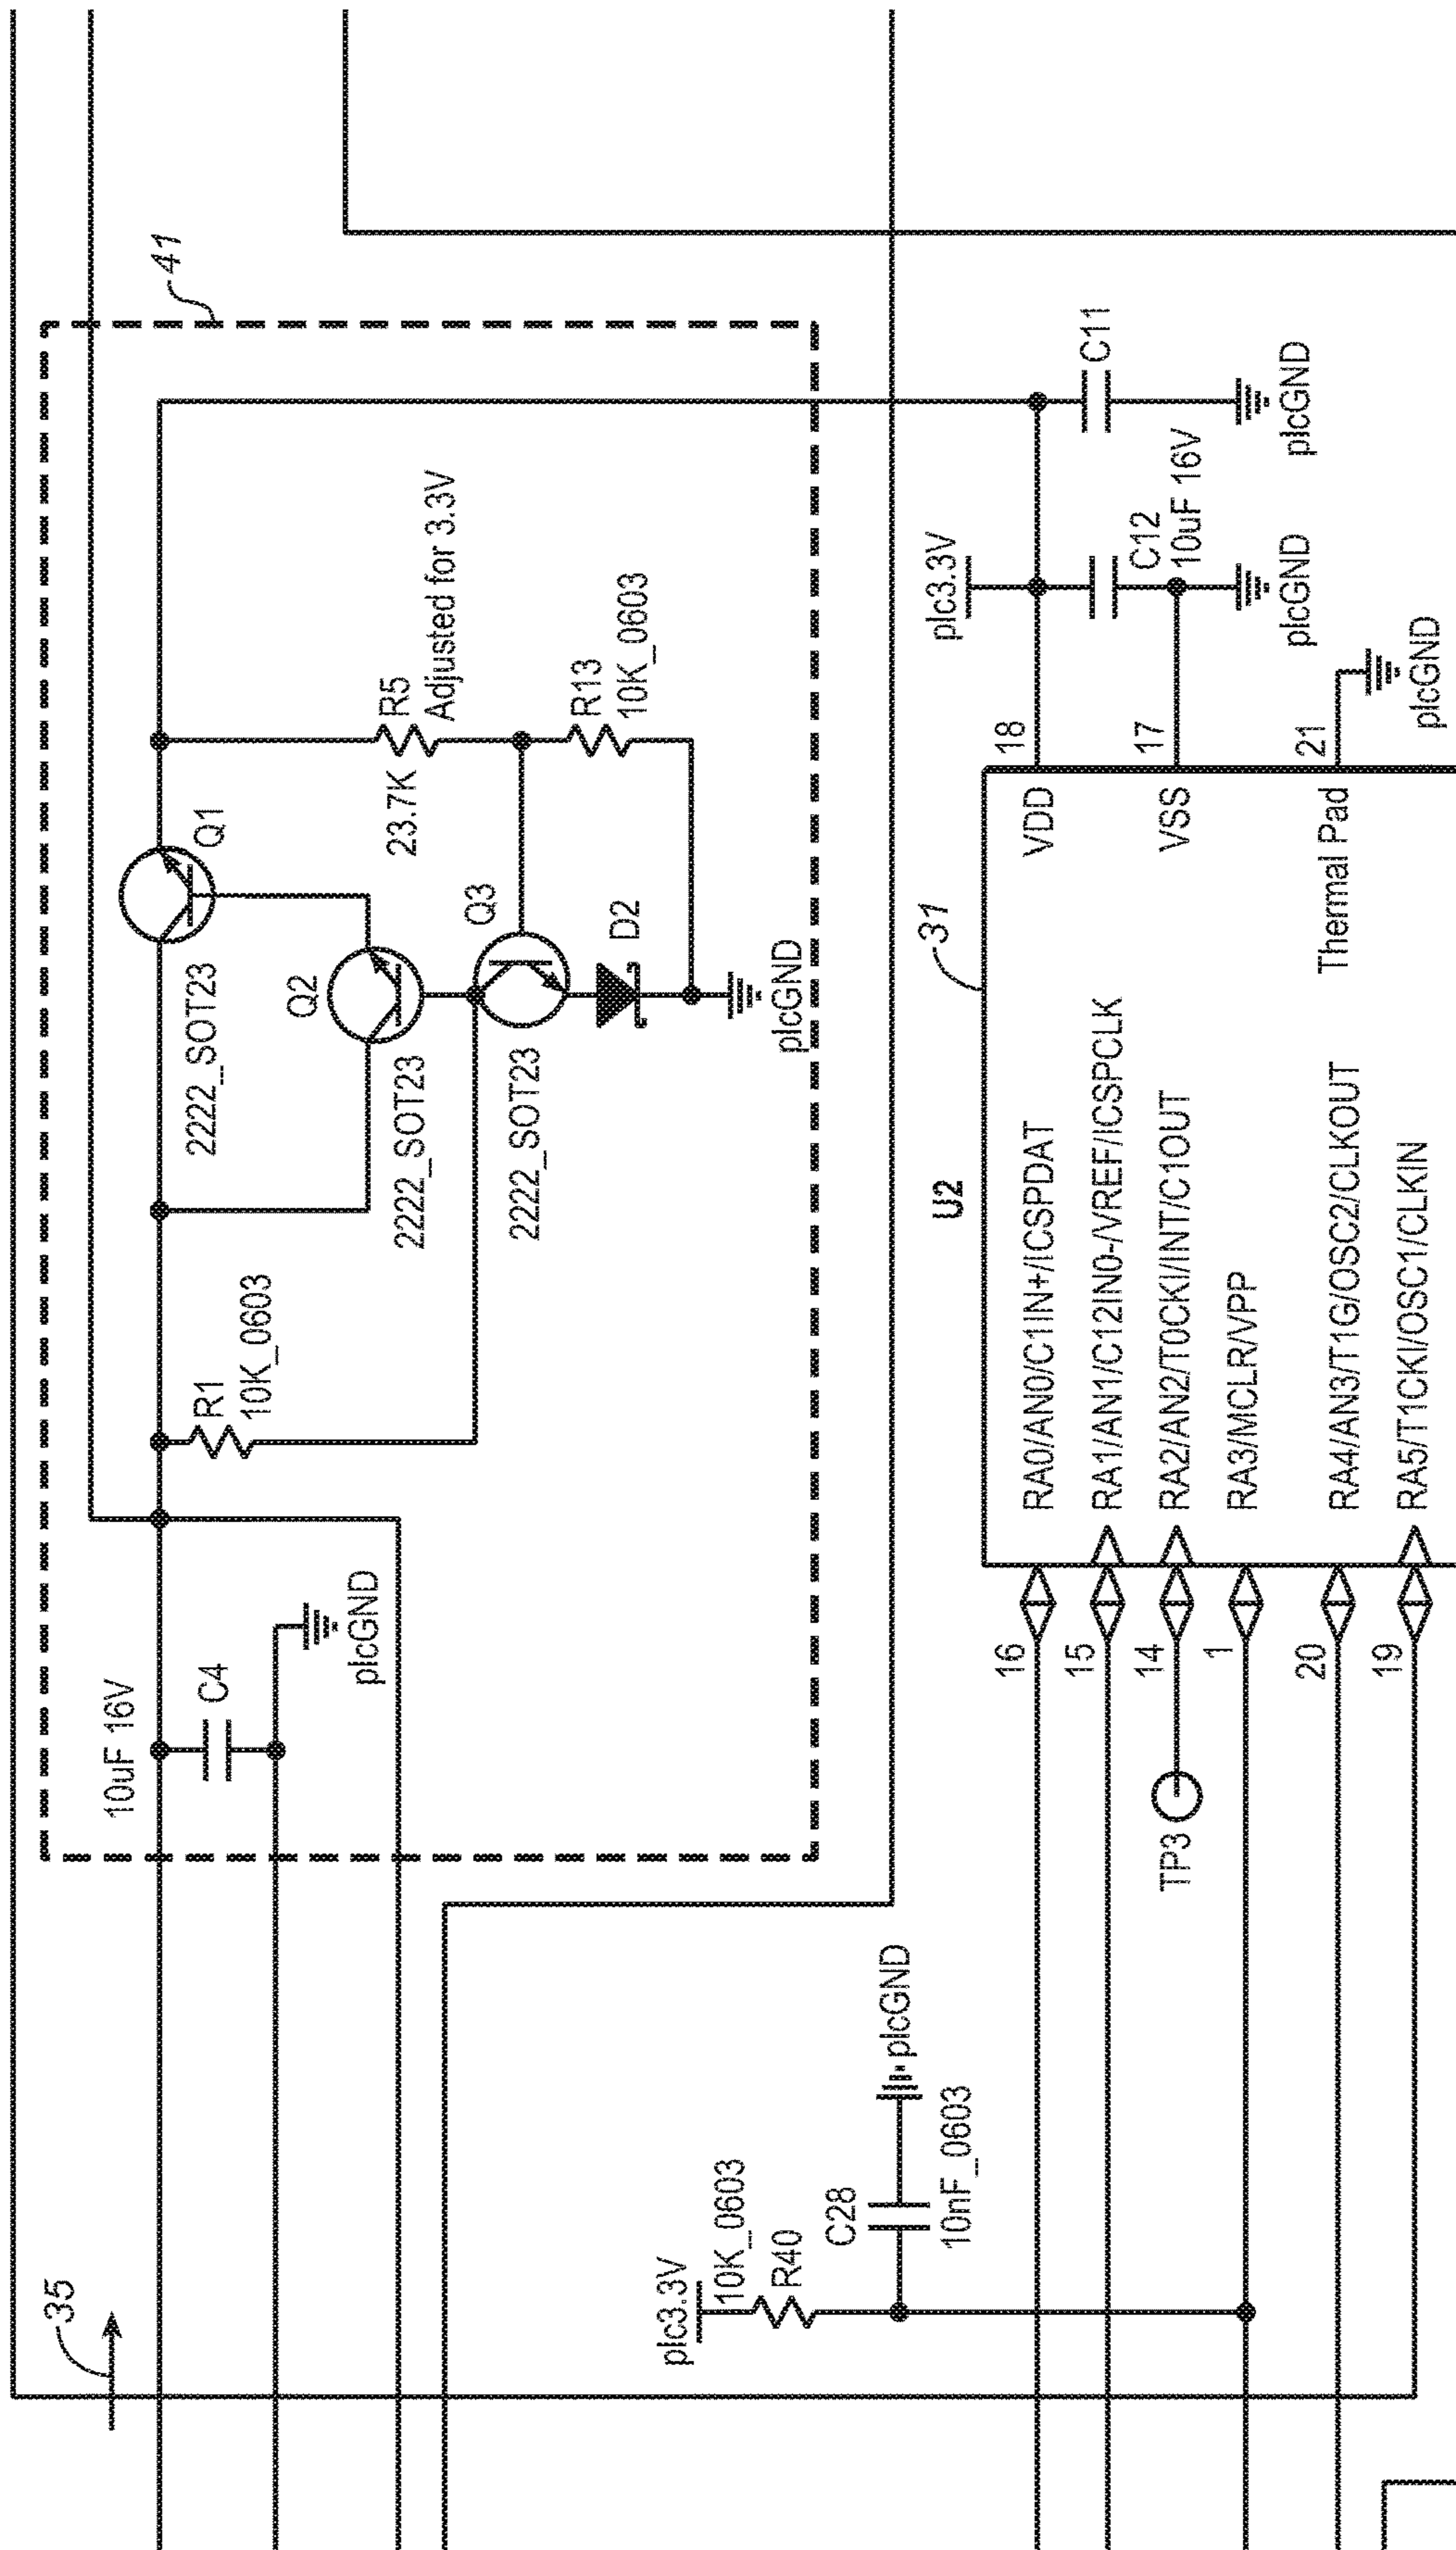 35
41
10uF 16V
C4
plcGND
R1
10K_0603
2222_SOT23
Q1
Q2
2222_SOT23
Q3
2222_SOT23
D2
plcGND
23.7K
R5
Adjusted for 3.3V
R13
10K_0603
plc3.3V
10K_0603
R40
C28
10nF_0603
plcGND
TP3
U2
31
16
RA0/AN0/C1IN+/ICSPDAT
15
RA1/AN1/C12IN0-/VREF/ICSPCLK
14
RA2/AN2/T0CKI/INT/C1OUT
1
RA3/MCLR/VPP
20
RA4/AN3/T1G/OSC2/CLKOUT
19
RA5/T1CKI/OSC1/CLKIN
VDD
18
VSS
17
Thermal Pad
21
plcGND
plc3.3V
C12
10uF 16V
plcGND
C11
plcGND